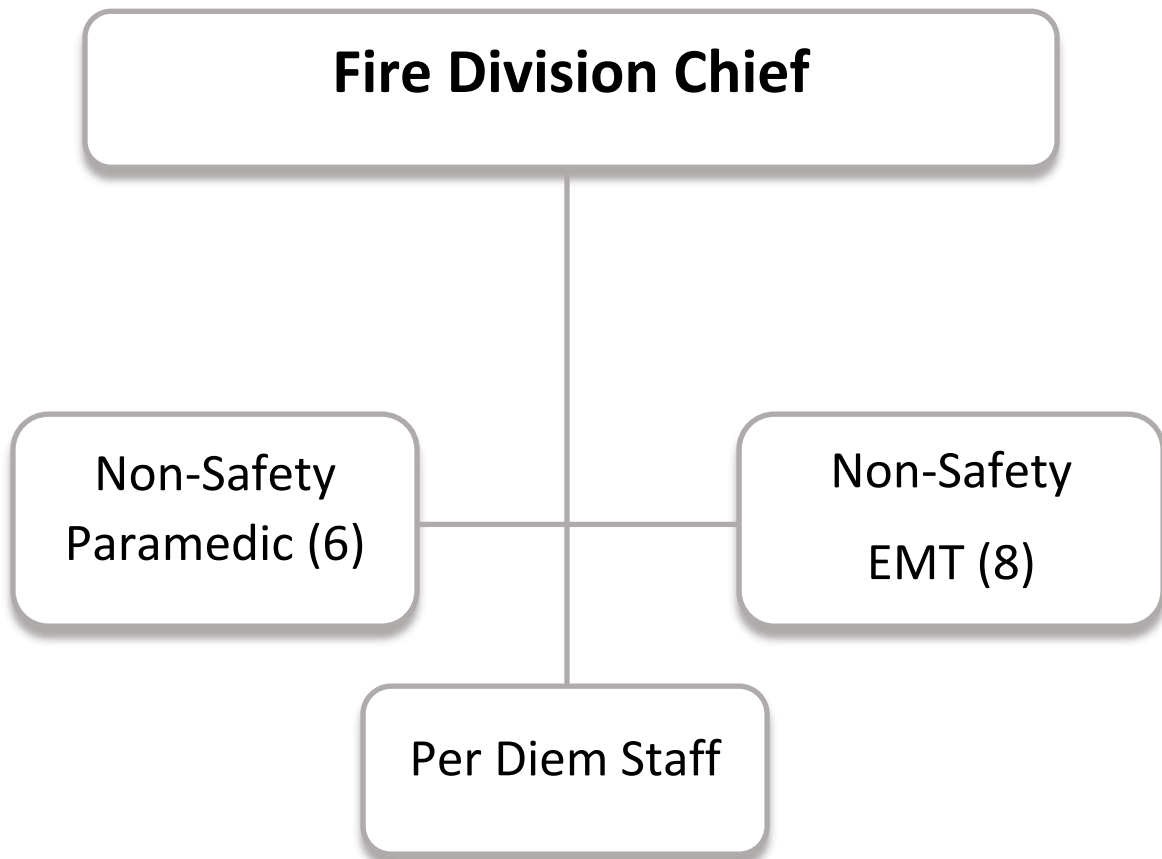 Fire Division Chief
Non-Safety
Paramedic (6)
Non-Safety
EMT (8)
Per Diem Staff